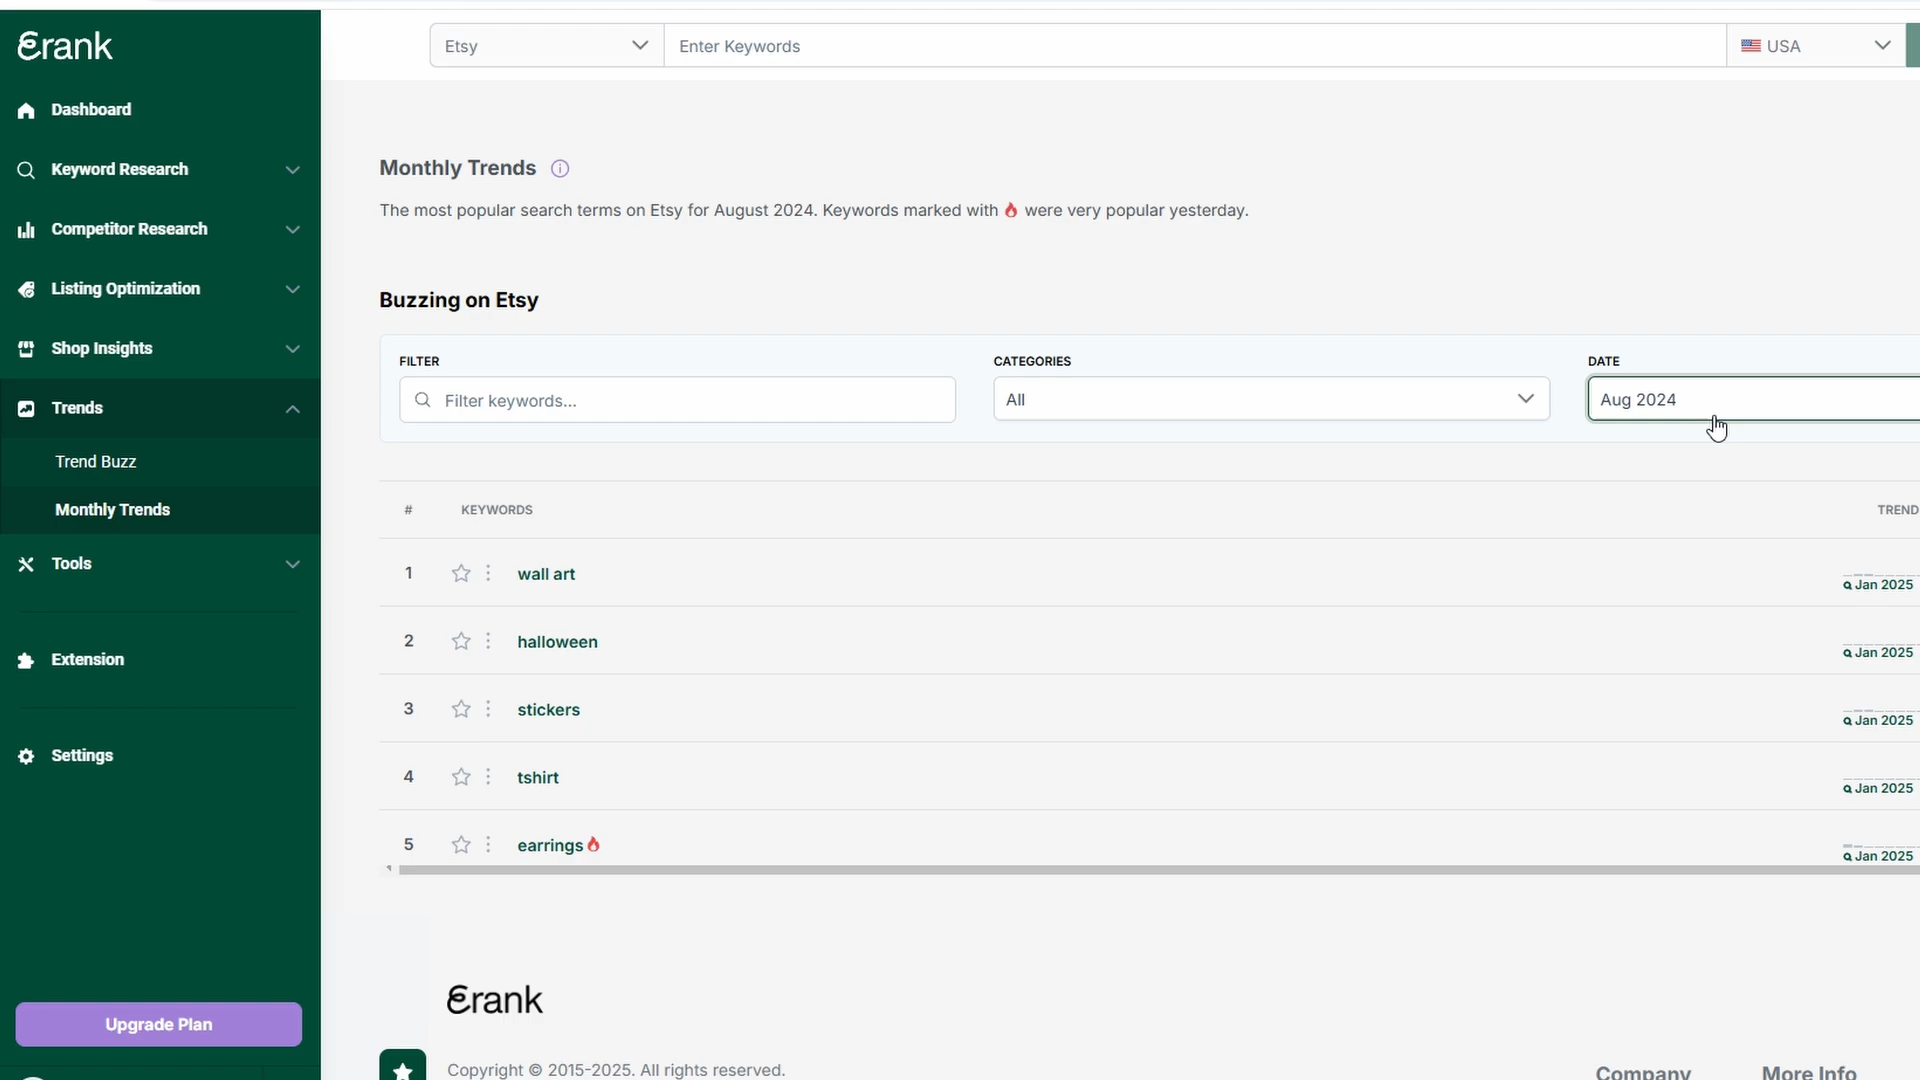 erank
Dashboard
Keyword Research
Competitor Research
Listing Optimization
Shop Insights
Trends
Trend Buzz
Monthly Trends
Tools
Extension
Settings
Upgrade Plan
Etsy
Enter Keywords
USA
Monthly Trends
The most popular search terms on Etsy for August 2024. Keywords marked with 🔥 were very popular yesterday.
Buzzing on Etsy
FILTER
Filter keywords...
CATEGORIES
All
DATE
Aug 2024
# KEYWORDS TREND
1 wall art Jan 2025
2 halloween Jan 2025
3 stickers Jan 2025
4 tshirt Jan 2025
5 earrings🔥 Jan 2025
erank
Copyright © 2015-2025. All rights reserved.
Company
More Info